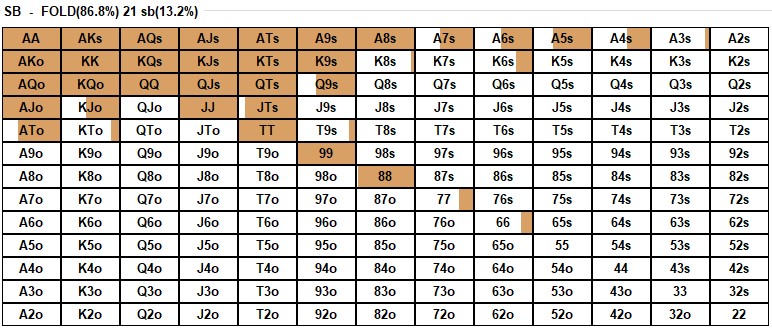 SB - FOLD(86.8%) 21 sb(13.2%)
AA AKs AQs AJs ATs A9s A8s A7s A6s A5s A4s A3s A2s
AKo KK KQs KJs KTs K9s K8s K7s K6s K5s K4s K3s K2s
AQo KQo QQ QJs QTs Q9s Q8s Q7s Q6s Q5s Q4s Q3s Q2s
AJo KJo QJo JJ JTs J9s J8s J7s J6s J5s J4s J3s J2s
ATo KTo QTo JTo TT T9s T8s T7s T6s T5s T4s T3s T2s
A9o K9o Q9o J9o T9o 99 98s 97s 96s 95s 94s 93s 92s
A8o K8o Q8o J8o T8o 98o 88 87s 86s 85s 84s 83s 82s
A7o K7o Q7o J7o T7o 97o 87o 77 76s 75s 74s 73s 72s
A6o K6o Q6o J6o T6o 96o 86o 76o 66 65s 64s 63s 62s
A5o K5o Q5o J5o T5o 95o 85o 75o 65o 55 54s 53s 52s
A4o K4o Q4o J4o T4o 94o 84o 74o 64o 54o 44 43s 42s
A3o K3o Q3o J3o T3o 93o 83o 73o 63o 53o 43o 33 32s
A2o K2o Q2o J2o T2o 92o 82o 72o 62o 52o 42o 32o 22